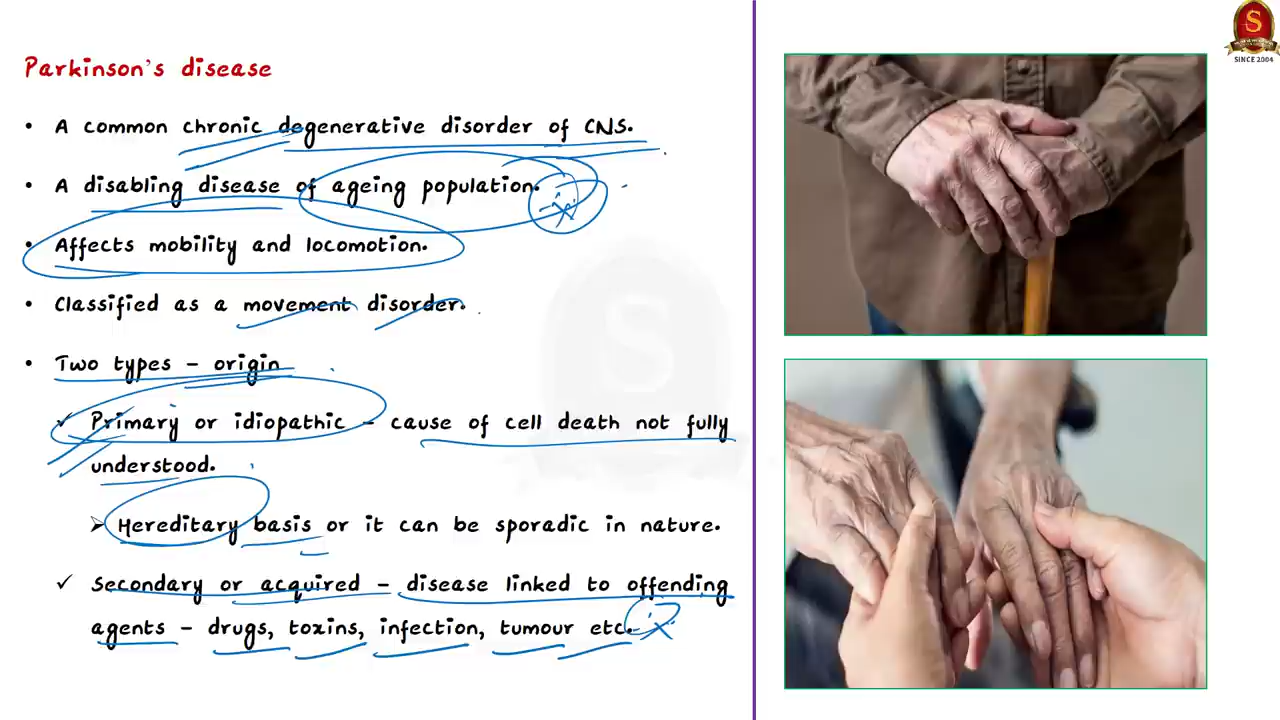 Parkinson's disease
• A common chronic degenerative disorder of CNS.
• A disabling disease of ageing population.
• Affects mobility and locomotion.
• Classified as a movement disorder.
• Two types – origin
✓ Primary or idiopathic – cause of cell death not fully
understood.
➢ Hereditary basis or it can be sporadic in nature.
✓ Secondary or acquired – disease linked to offending
agents – drugs, toxins, infection, tumour etc.
S
SINCE 2004
S